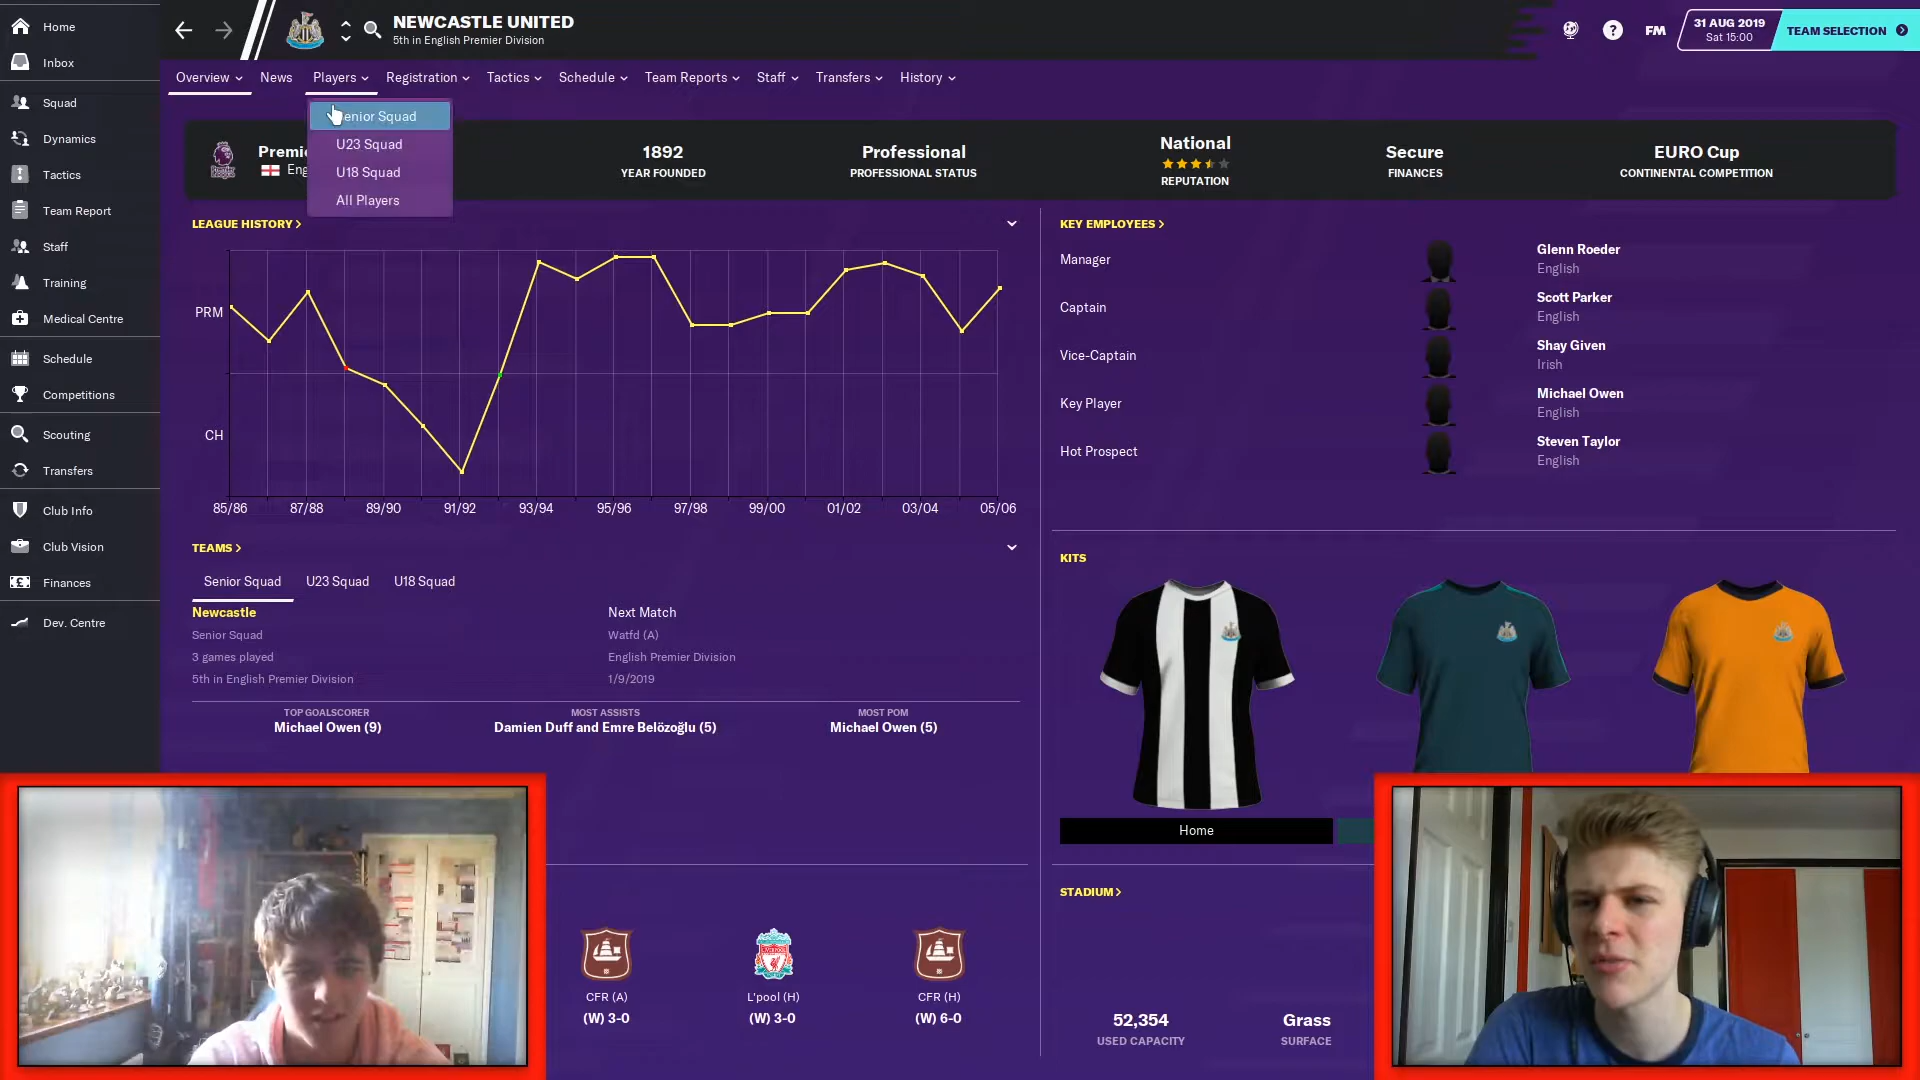 Home
Inbox
Squad
Dynamics
Tactics
Team Report
Staff
Training
Medical Centre
Schedule
Competitions
Scouting
Transfers
Club Info
Club Vision
Finances
Dev. Centre
NEWCASTLE UNITED
5th in English Premier Division
FM
31 AUG 2019
Sat 15:00
TEAM SELECTION
Overview
News
Players
Registration
Tactics
Schedule
Team Reports
Staff
Transfers
History
enior Squad
U23 Squad
U18 Squad
All Players
1892
YEAR FOUNDED
Professional
PROFESSIONAL STATUS
National
REPUTATION
Secure
FINANCES
EURO Cup
CONTINENTAL COMPETITION
LEAGUE HISTORY
PRM
CH
85/86 87/88 89/90 91/92 93/94 95/96 97/98 99/00 01/02 03/04 05/06
TEAMS
Senior Squad U23 Squad U18 Squad
Newcastle
Senior Squad
3 games played
5th in English Premier Division
Next Match
Watfd (A)
English Premier Division
1/9/2019
TOP GOALSCORER
Michael Owen (9)
MOST ASSISTS
Damien Duff and Emre Belözoğlu (5)
MOST POM
Michael Owen (5)
CFR (A)
(W) 3-0
L'pool (H)
(W) 3-0
CFR (H)
(W) 6-0
KEY EMPLOYEES
Manager
Glenn Roeder
English
Captain
Scott Parker
English
Vice-Captain
Shay Given
Irish
Key Player
Michael Owen
English
Hot Prospect
Steven Taylor
English
KITS
Home
STADIUM
52,354
USED CAPACITY
Grass
SURFACE